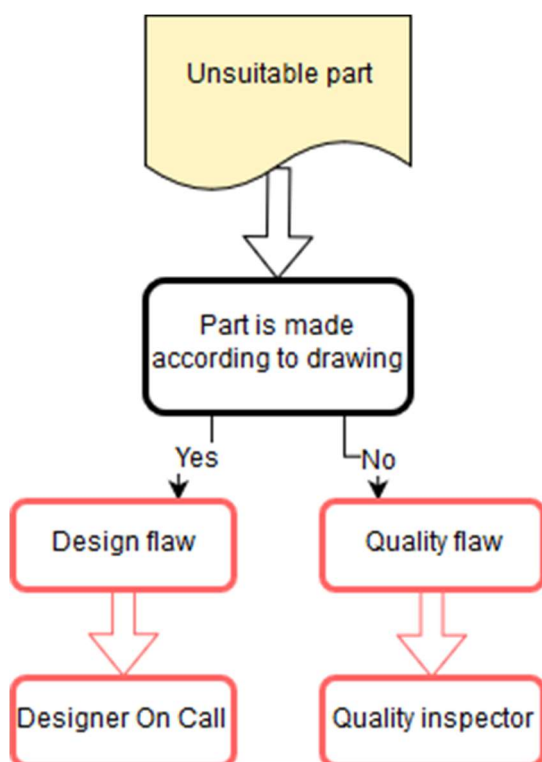 Unsuitable part
Part is made
according to drawing
Yes
No
Design flaw
Quality flaw
Designer On Call
Quality inspector